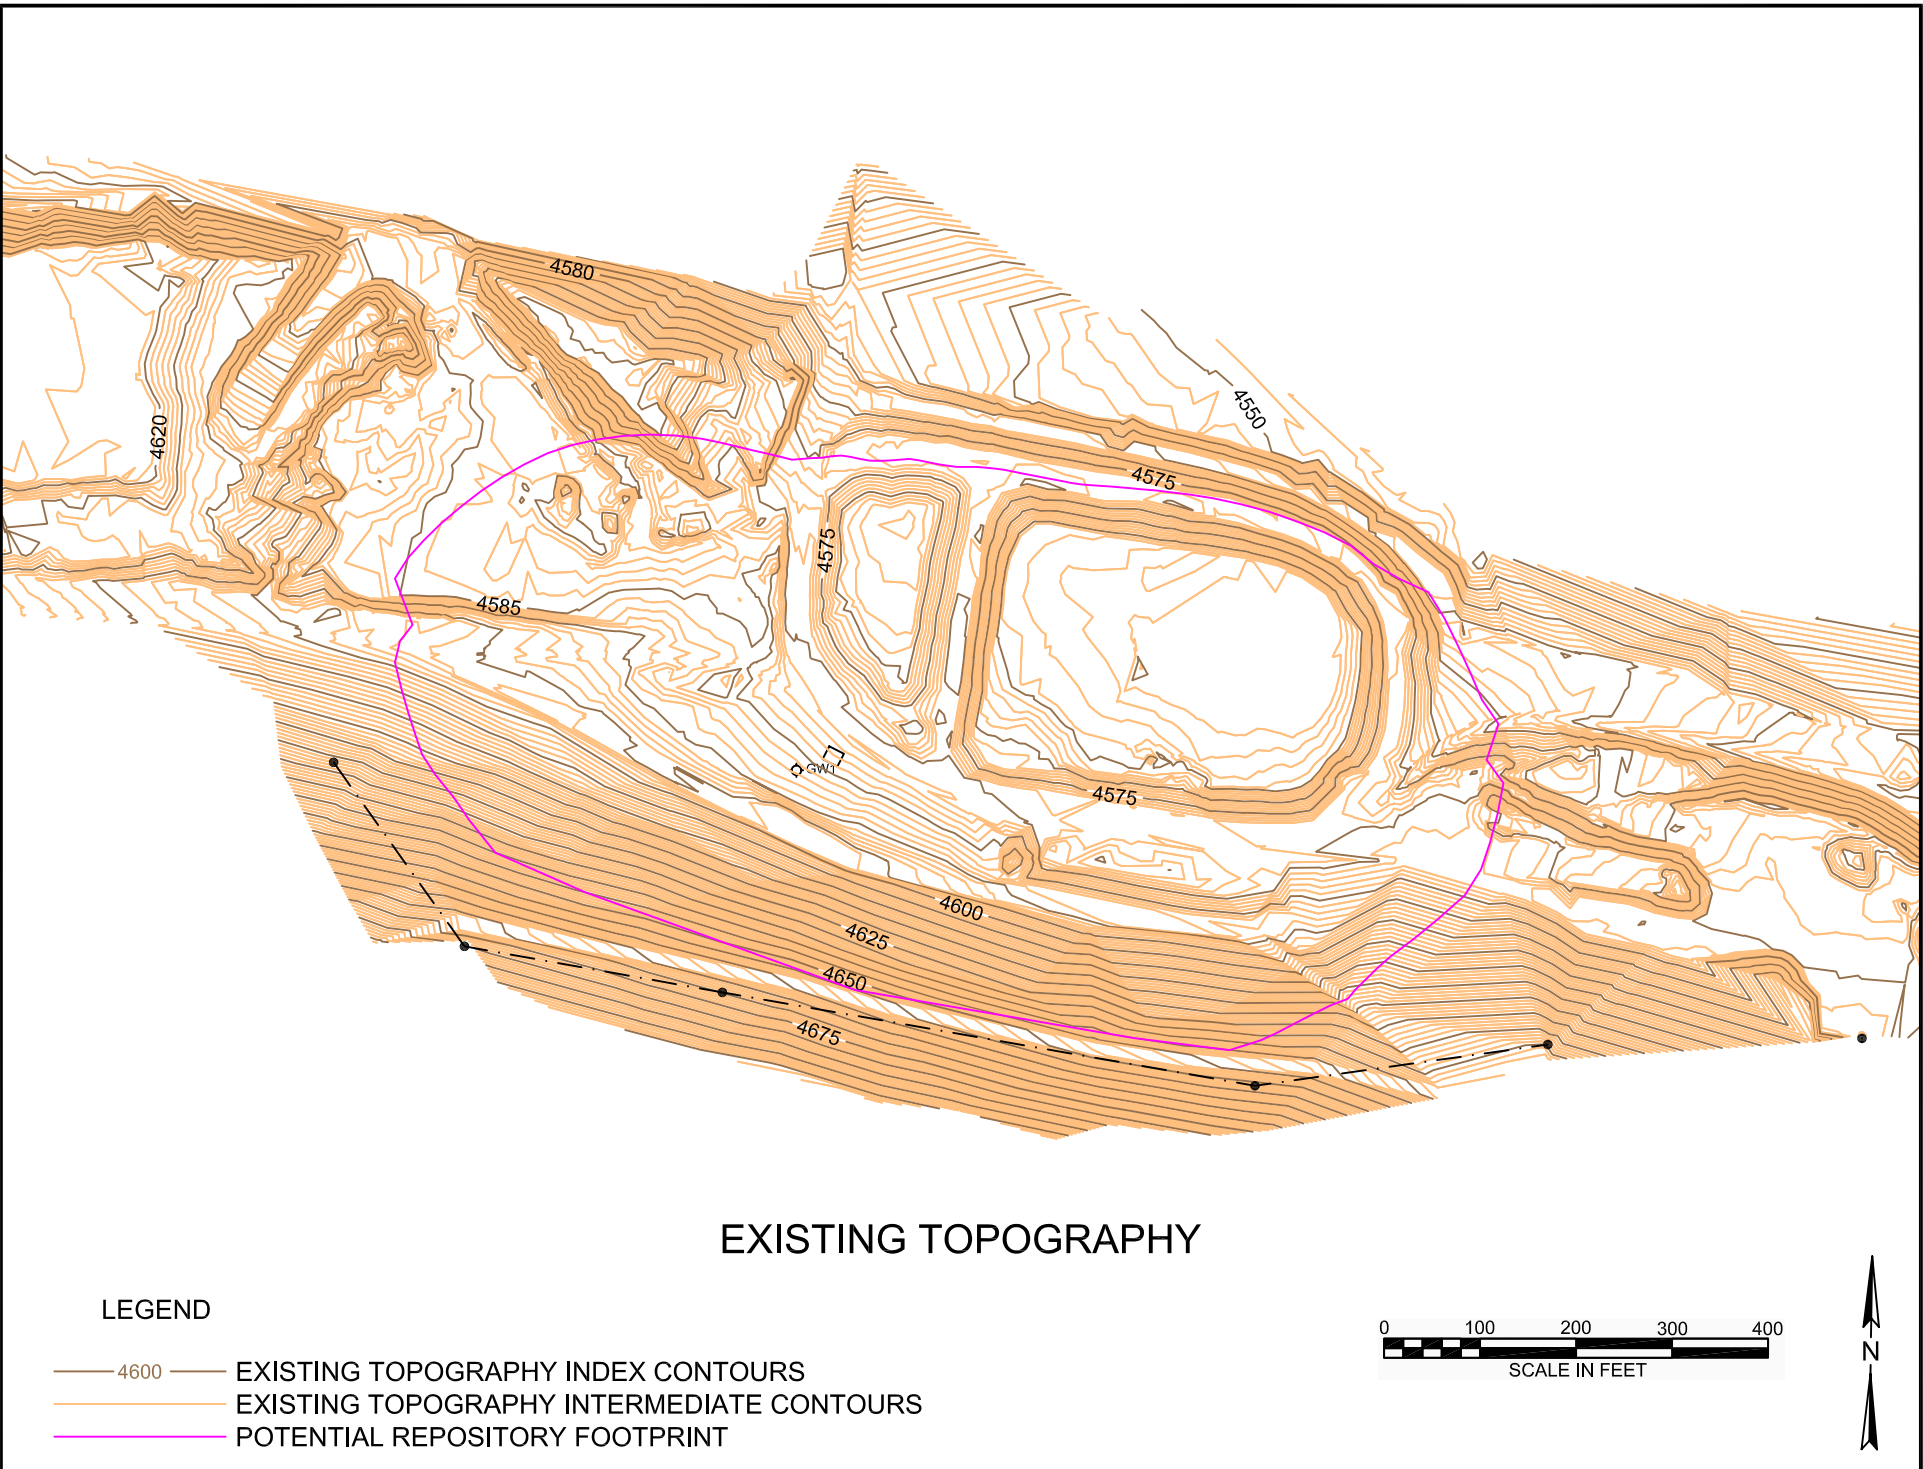 4580
4550
4620
4575
4575
4585
GW1
4575
4600
4625
4650
4675
EXISTING TOPOGRAPHY
LEGEND
4600 EXISTING TOPOGRAPHY INDEX CONTOURS
EXISTING TOPOGRAPHY INTERMEDIATE CONTOURS
POTENTIAL REPOSITORY FOOTPRINT
0 100 200 300 400
SCALE IN FEET
N